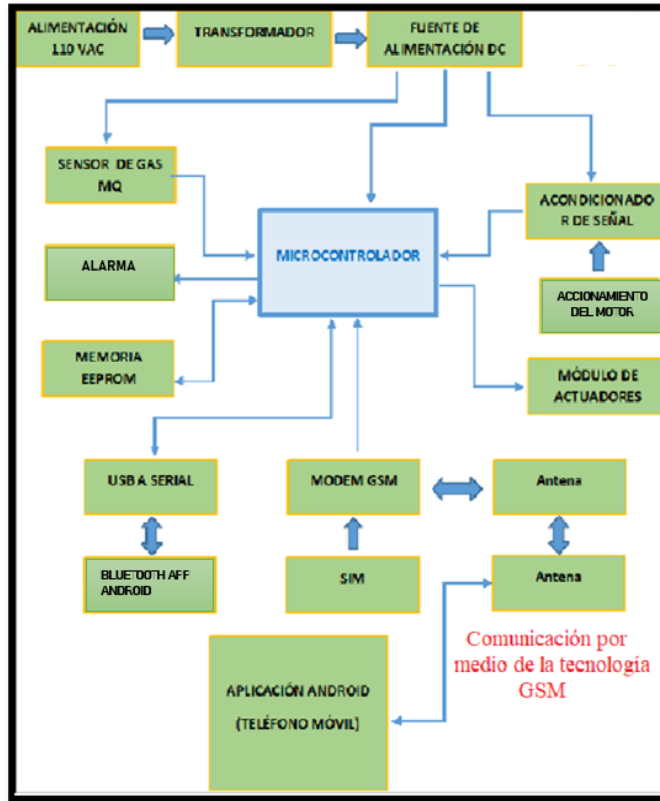 ALIMENTACIÓN
110 VAC
TRANSFORMADOR
FUENTE DE
ALIMENTACIÓN DC
SENSOR DE GAS
MQ
ACONDICIONADO
R DE SEÑAL
MICROCONTROLADOR
ALARMA
ACCIONAMIENTO
DEL MOTOR
MEMORIA
EEPROM
MÓDULO DE
ACTUADORES
USB A SERIAL
MODEM GSM
Antena
BLUETOOTH APP
ANDROID
SIM
Antena
Comunicación por
medio de la tecnología
GSM
APLICACIÓN ANDROID
(TELÉFONO MÓVIL)